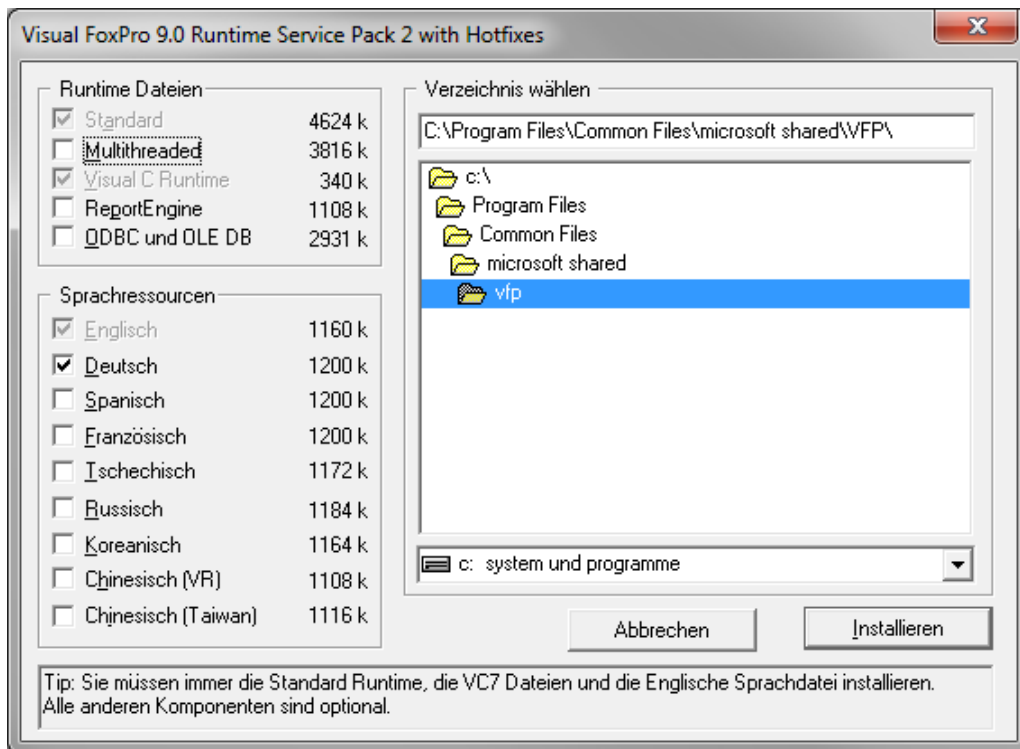 Visual FoxPro 9.0 Runtime Service Pack 2 with Hotfixes
Runtime Dateien
Standard 4624 k
Multithreaded 3816 k
Visual C Runtime 340 k
ReportEngine 1108 k
ODBC und OLE DB 2931 k
Sprachressourcen
Englisch 1160 k
Deutsch 1200 k
Spanisch 1200 k
Französisch 1200 k
Tschechisch 1172 k
Russisch 1184 k
Koreanisch 1164 k
Chinesisch (VR) 1108 k
Chinesisch (Taiwan) 1116 k
Verzeichnis wählen
C:\Program Files\Common Files\microsoft shared\VFP\
c:\
Program Files
Common Files
microsoft shared
vfp
c: system und programme
Abbrechen
Installieren
Tip: Sie müssen immer die Standard Runtime, die VC7 Dateien und die Englische Sprachdatei installieren.
Alle anderen Komponenten sind optional.